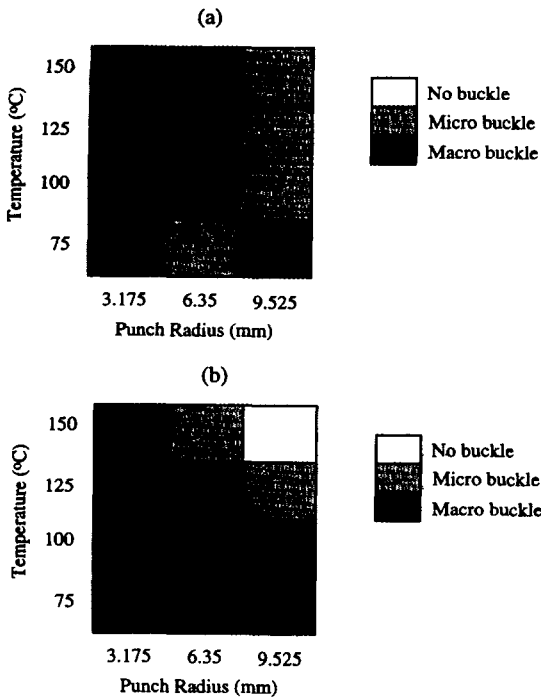 (a)
150
125
100
75
Temperature (ºC)
3.175 6.35 9.525
Punch Radius (mm)
No buckle
Micro buckle
Macro buckle
(b)
150
125
100
75
Temperature (ºC)
3.175 6.35 9.525
Punch Radius (mm)
No buckle
Micro buckle
Macro buckle